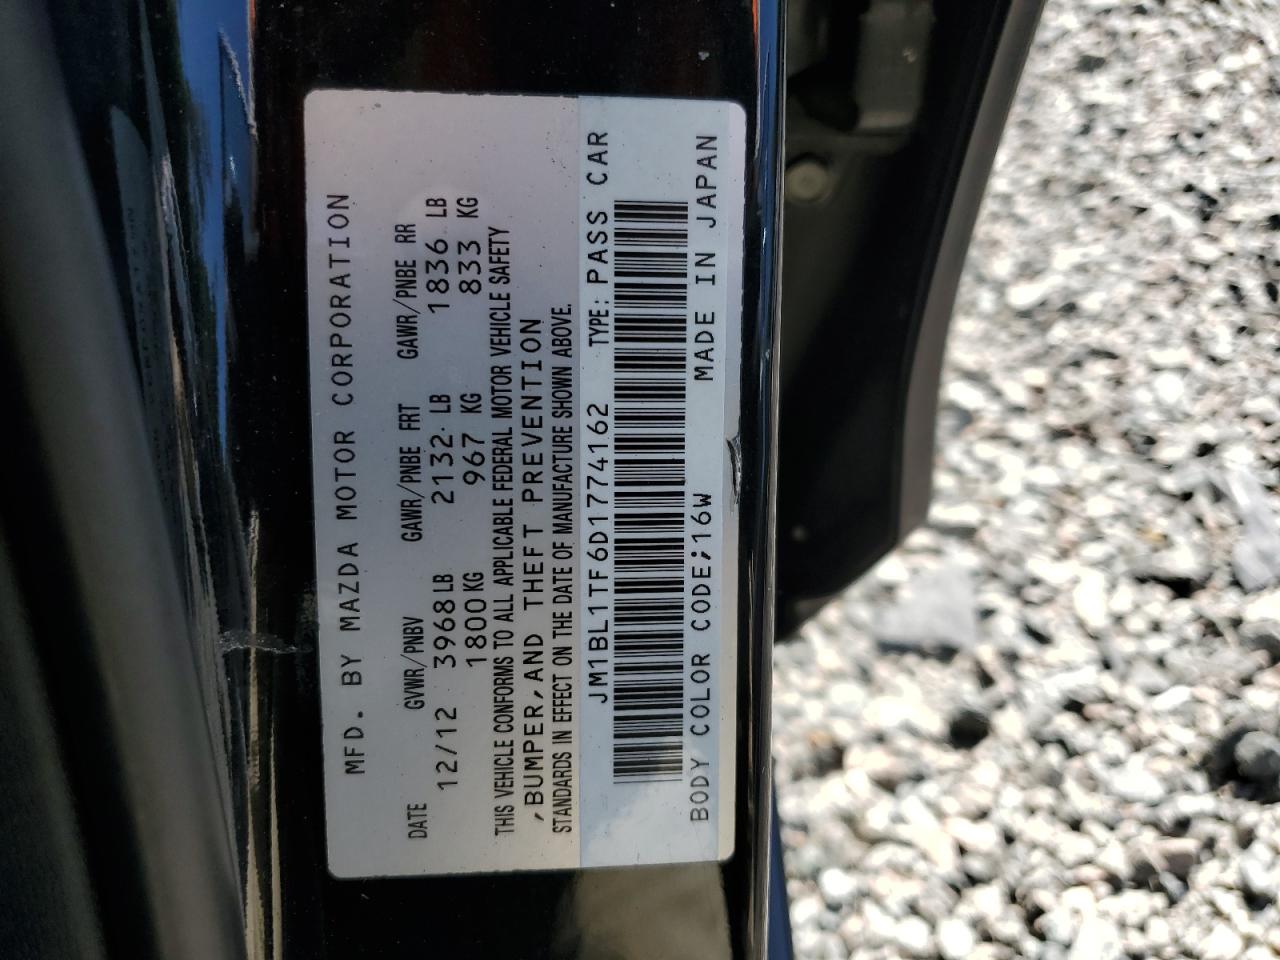 MFD. BY MAZDA MOTOR CORPORATION
DATE GVWR/PNBV GAWR/PNBE FRT GAWR/PNBE RR
12/12 3968LB 2132 LB 1836 LB
1800KG 967 KG 833 KG
THIS VEHICLE CONFORMS TO ALL APPLICABLE FEDERAL MOTOR VEHICLE SAFETY
,BUMPER,AND THEFT PREVENTION
STANDARDS IN EFFECT ON THE DATE OF MANUFACTURE SHOWN ABOVE.
JM1BL1TF6D1774162 TYPE: PASS CAR
BODY COLOR CODE;16W MADE IN JAPAN